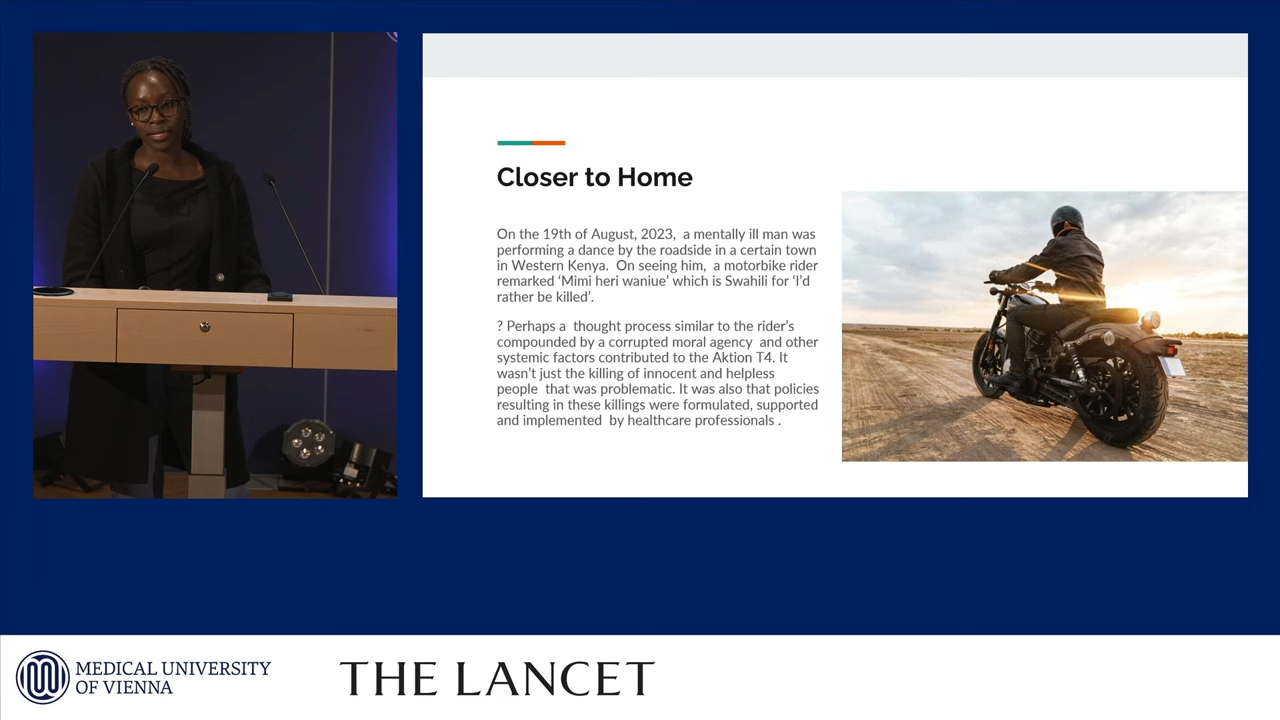 Closer to Home
On the 19th of August, 2023,  a mentally ill man was
performing a dance by the roadside in a certain town
in Western Kenya.  On seeing him,  a motorbike rider
remarked ‘Mimi heri waniue’ which is Swahili for ‘I’d
rather be killed’.
? Perhaps a  thought process similar to the rider’s
compounded by a corrupted moral agency  and other
systemic factors contributed to the Aktion T4. It
wasn’t just the killing of innocent and helpless
people  that was problematic. It was also that policies
resulting in these killings were formulated, supported
and implemented  by healthcare professionals .
MEDICAL UNIVERSITY
OF VIENNA
THE LANCET